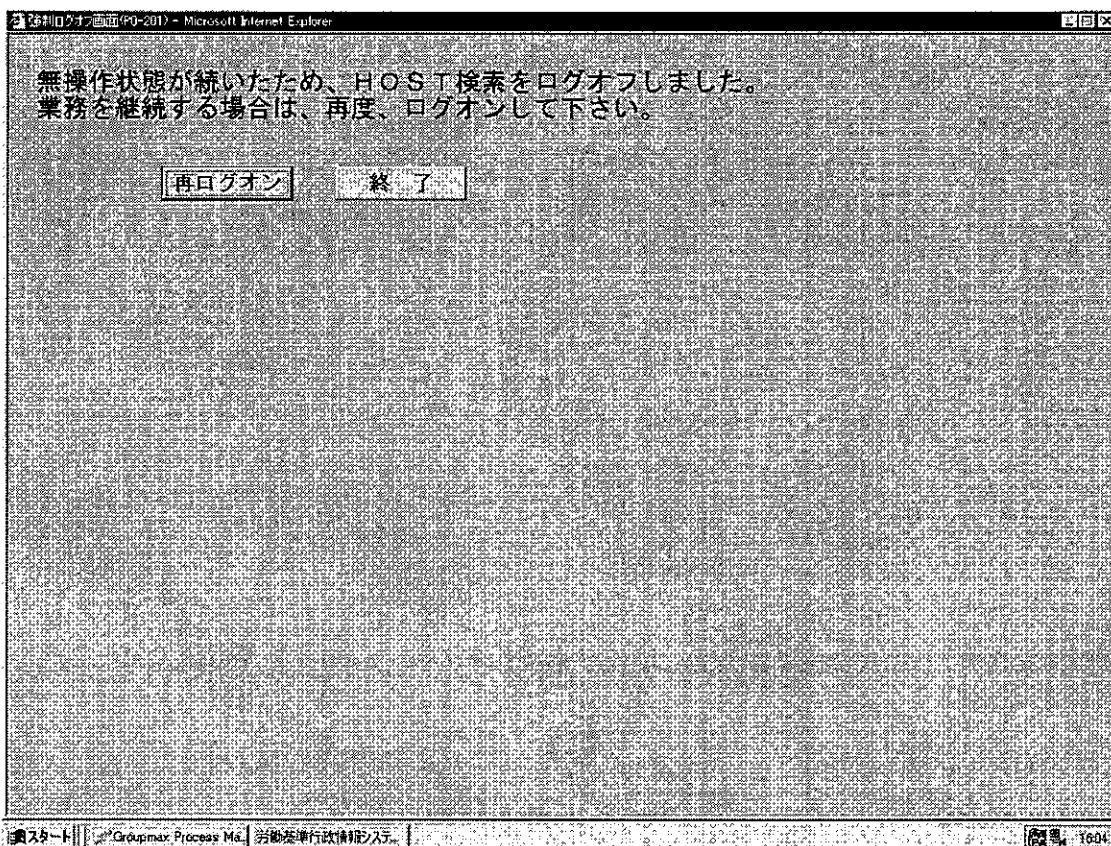 強制ログオフ画面(PO-281) - Microsoft Internet Explorer
無操作状態が続いたため、ＨＯＳＴ検索をログオフしました。
業務を継続する場合は、再度、ログオンして下さい。
再ログオン 終 了
スタート Groupmax Process Ma.. 労働基準行政情報システ.. 16:04